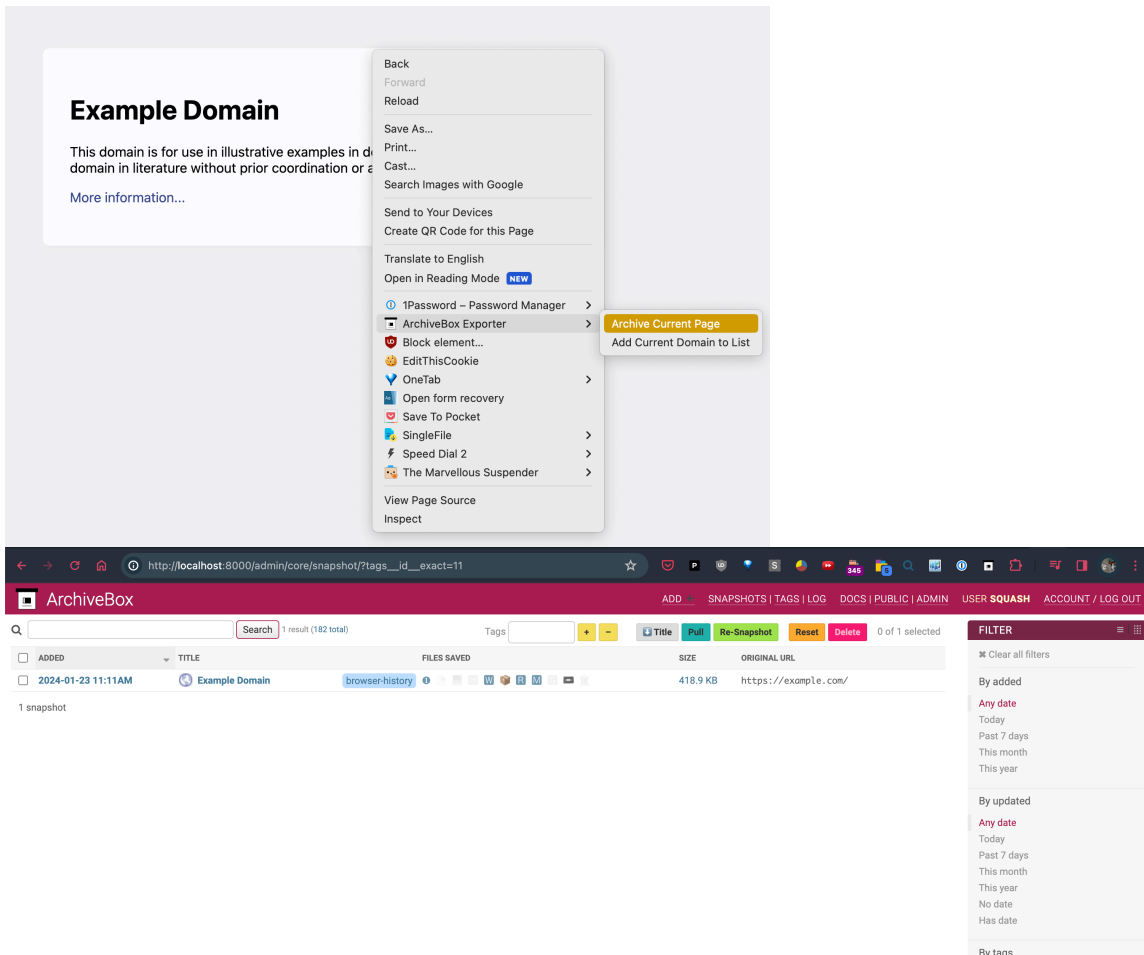 Example Domain
This domain is for use in illustrative examples in d
domain in literature without prior coordination or a
More information...
Back
Forward
Reload
Save As...
Print...
Cast...
Search Images with Google
Send to Your Devices
Create QR Code for this Page
Translate to English
Open in Reading Mode NEW
1Password – Password Manager
ArchiveBox Exporter
Block element...
EditThisCookie
OneTab
Open form recovery
Save To Pocket
SingleFile
Speed Dial 2
The Marvellous Suspender
View Page Source
Inspect
Archive Current Page
Add Current Domain to List
http://localhost:8000/admin/core/snapshot/?tags__id__exact=11
P
S
345
5
ArchiveBox
ADD + SNAPSHOTS | TAGS | LOG DOCS | PUBLIC | ADMIN USER SQUASH ACCOUNT / LOG OUT
Search 1 result (182 total) Tags + − Title Pull Re-Snapshot Reset Delete 0 of 1 selected
ADDED TITLE FILES SAVED SIZE ORIGINAL URL
2024-01-23 11:11AM Example Domain browser-history W R M 418.9 KB https://example.com/
1 snapshot
FILTER
✖ Clear all filters
By added
Any date
Today
Past 7 days
This month
This year
By updated
Any date
Today
Past 7 days
This month
This year
No date
Has date
By tags